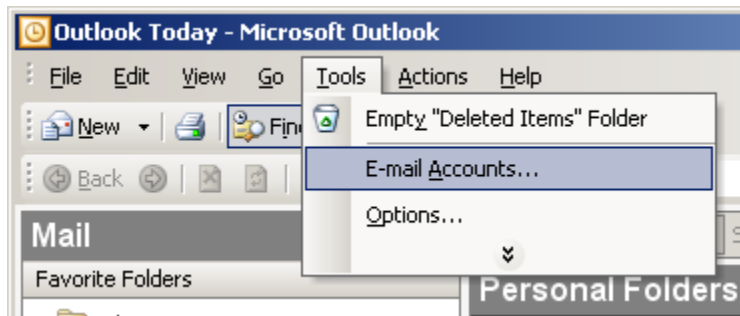 Outlook Today - Microsoft Outlook
File Edit View Go Tools Actions Help
New Find
Empty "Deleted Items" Folder
Back
E-mail Accounts...
Options...
Mail
Favorite Folders
Personal Folders